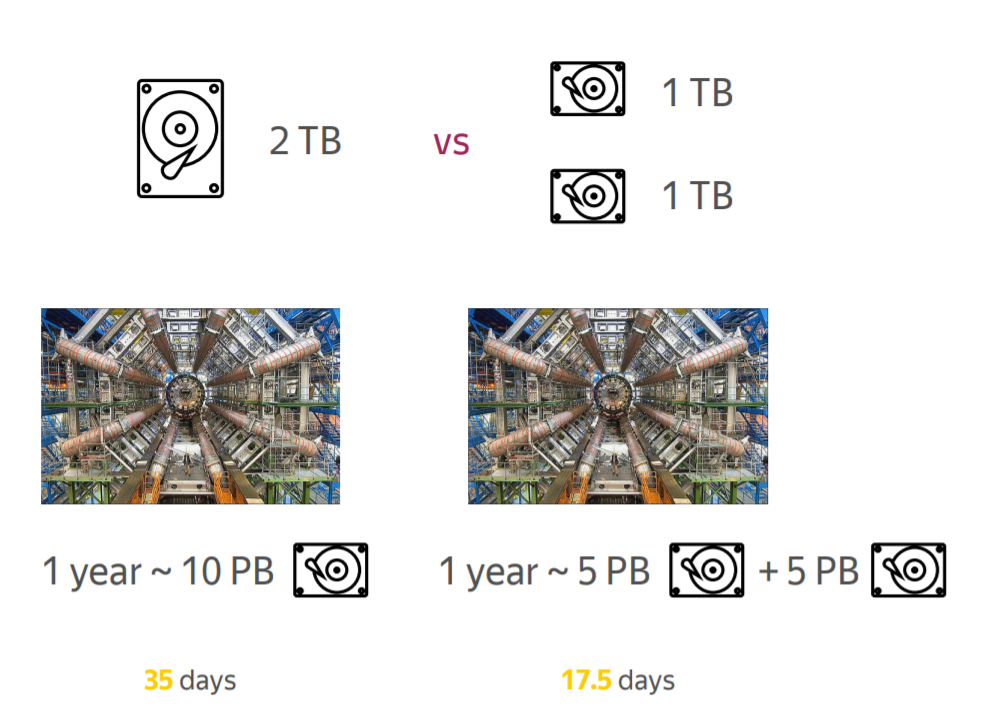 2 TB
vs
1 TB
1 TB
1 year ~ 10 PB
1 year ~ 5 PB + 5 PB
35 days
17.5 days